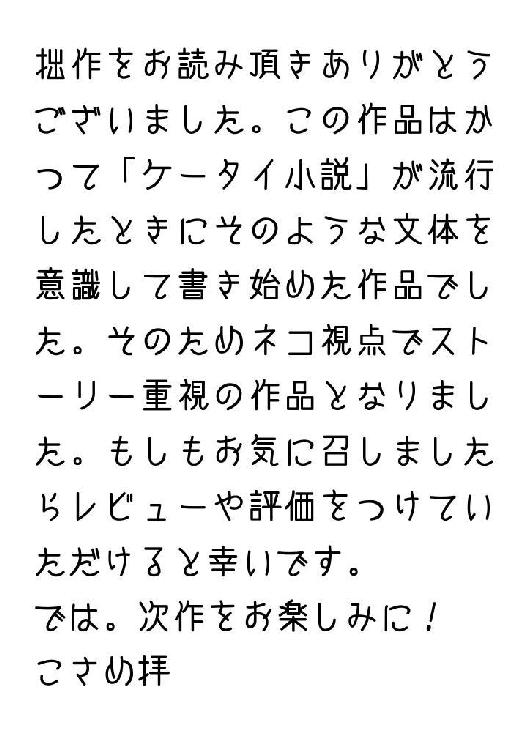 拙作をお読み頂きありがとう
ございました。この作品はか
つて「ケータイ小説」が流行
したときにそのような文体を
意識して書き始めた作品でし
た。そのためネコ視点でスト
ーリー重視の作品となりまし
た。もしもお気に召しました
らレビューや評価をつけてい
ただけると幸いです。
では。次作をお楽しみに！
こさめ拝